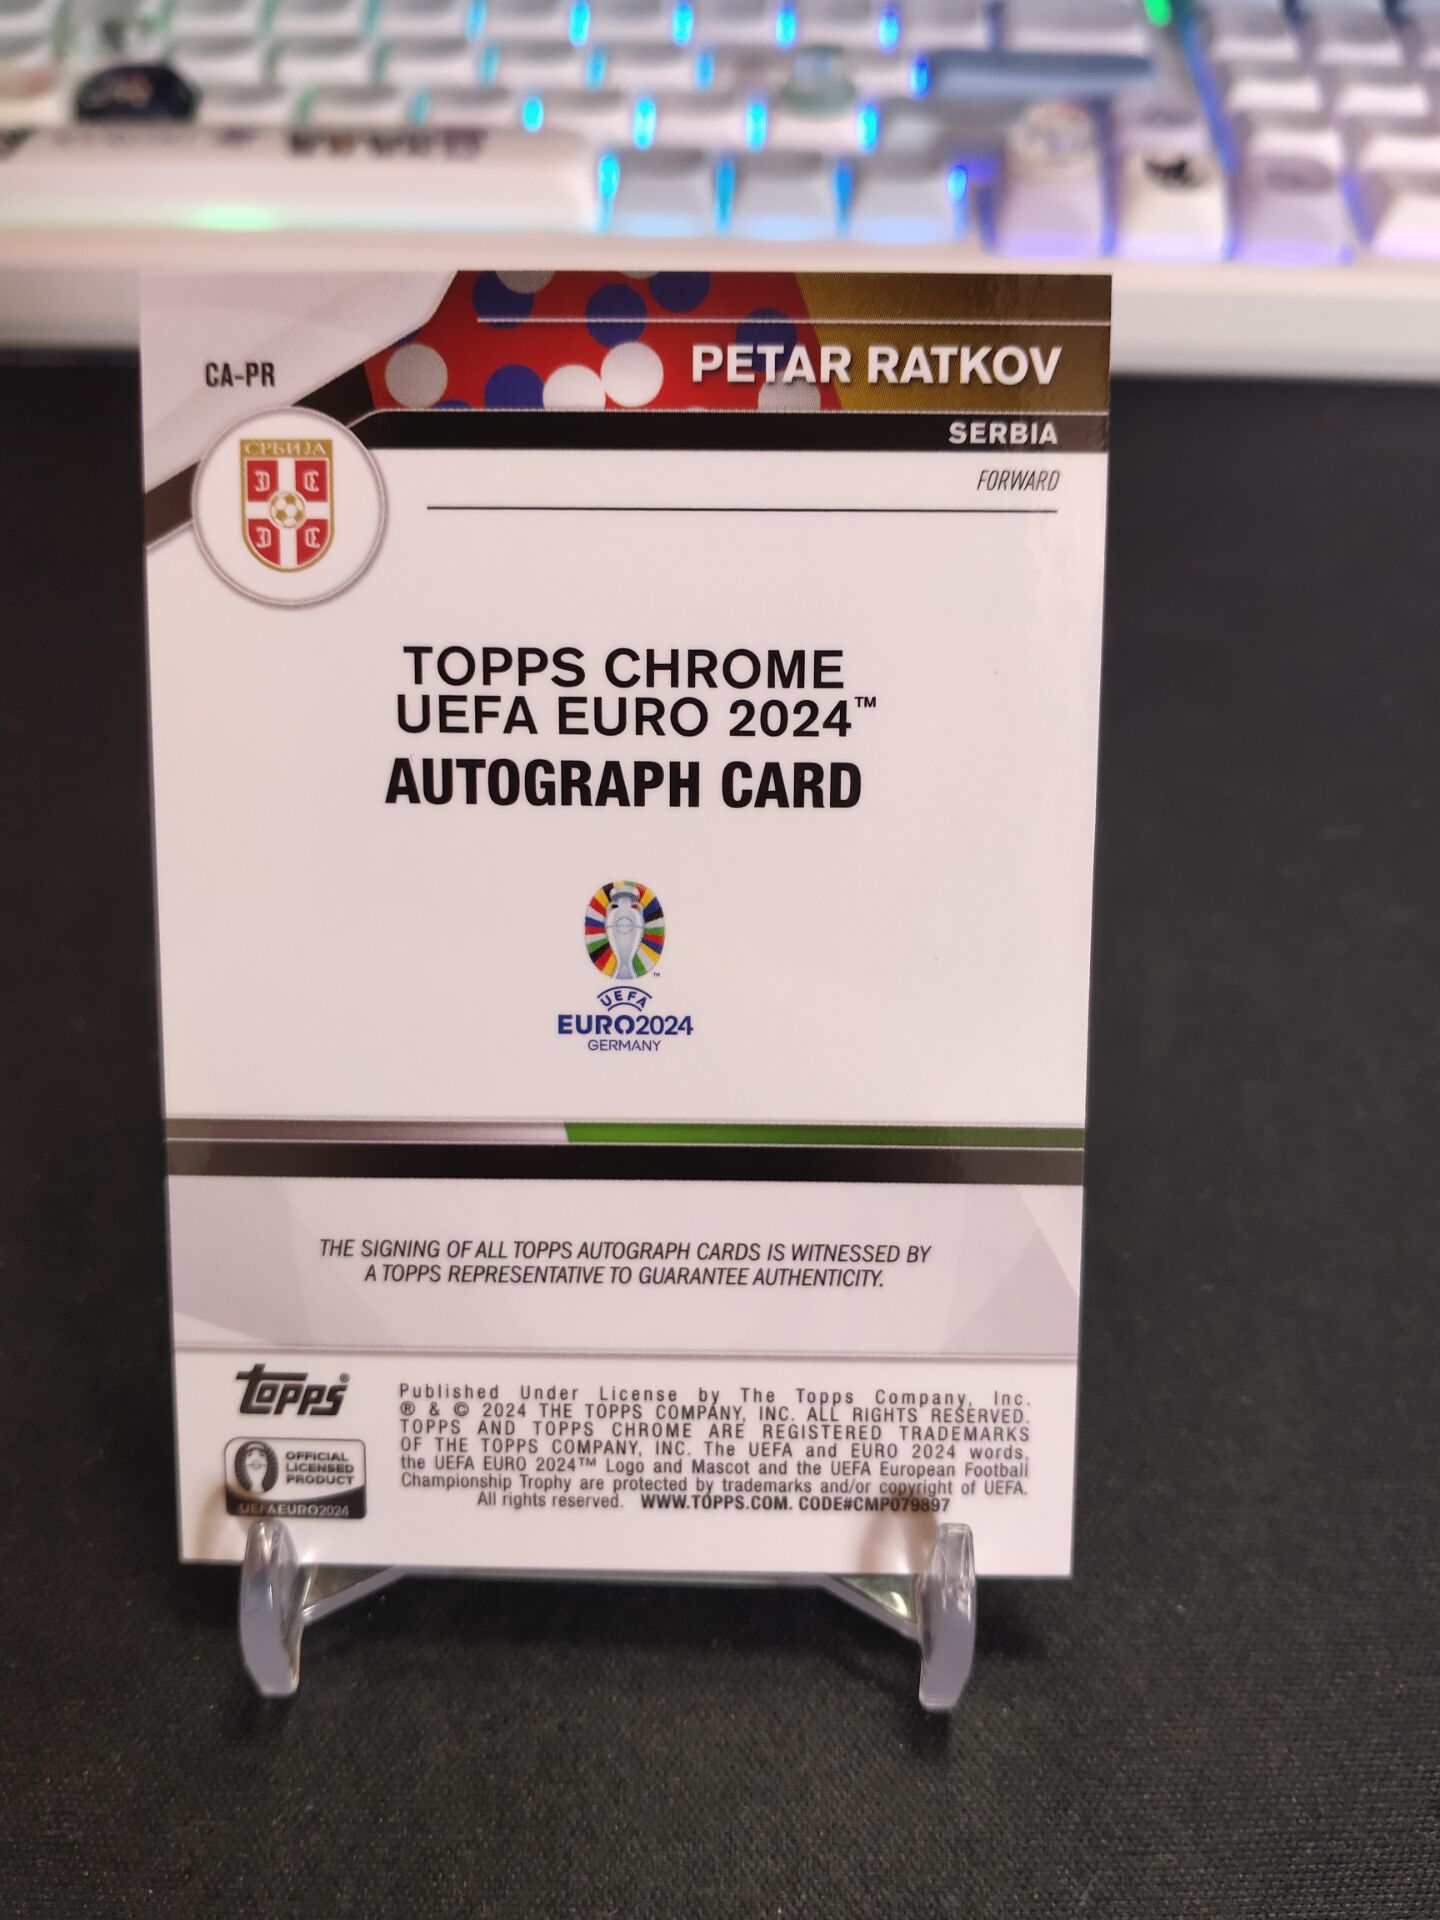 CA-PR
PETAR RATKOV
SERBIA
FORWARD
СРБИЈА
TOPPS CHROME
UEFA EURO 2024™
AUTOGRAPH CARD
™
UEFA
EURO2024
GERMANY
THE SIGNING OF ALL TOPPS AUTOGRAPH CARDS IS WITNESSED BY
A TOPPS REPRESENTATIVE TO GUARANTEE AUTHENTICITY.
topps®
OFFICIAL
LICENSED
PRODUCT
UEFAEURO2024
Published Under License by The Topps Company, Inc.
® & © 2024 THE TOPPS COMPANY, INC. ALL RIGHTS RESERVED.
TOPPS AND TOPPS CHROME ARE REGISTERED TRADEMARKS
OF THE TOPPS COMPANY, INC. The UEFA and EURO 2024 words,
the UEFA EURO 2024™ Logo and Mascot and the UEFA European Football
Championship Trophy are protected by trademarks and/or copyright of UEFA.
All rights reserved. WWW.TOPPS.COM. CODE#CMP079897